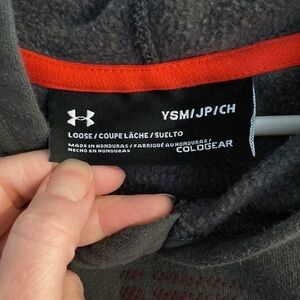 YSM/JP/CH
LOOSE / COUPE LÂCHE / SUELTO
MADE IN HONDURAS / FABRIQUÉ AU HONDURAS /
HECHO EN HONDURAS
COLDGEAR